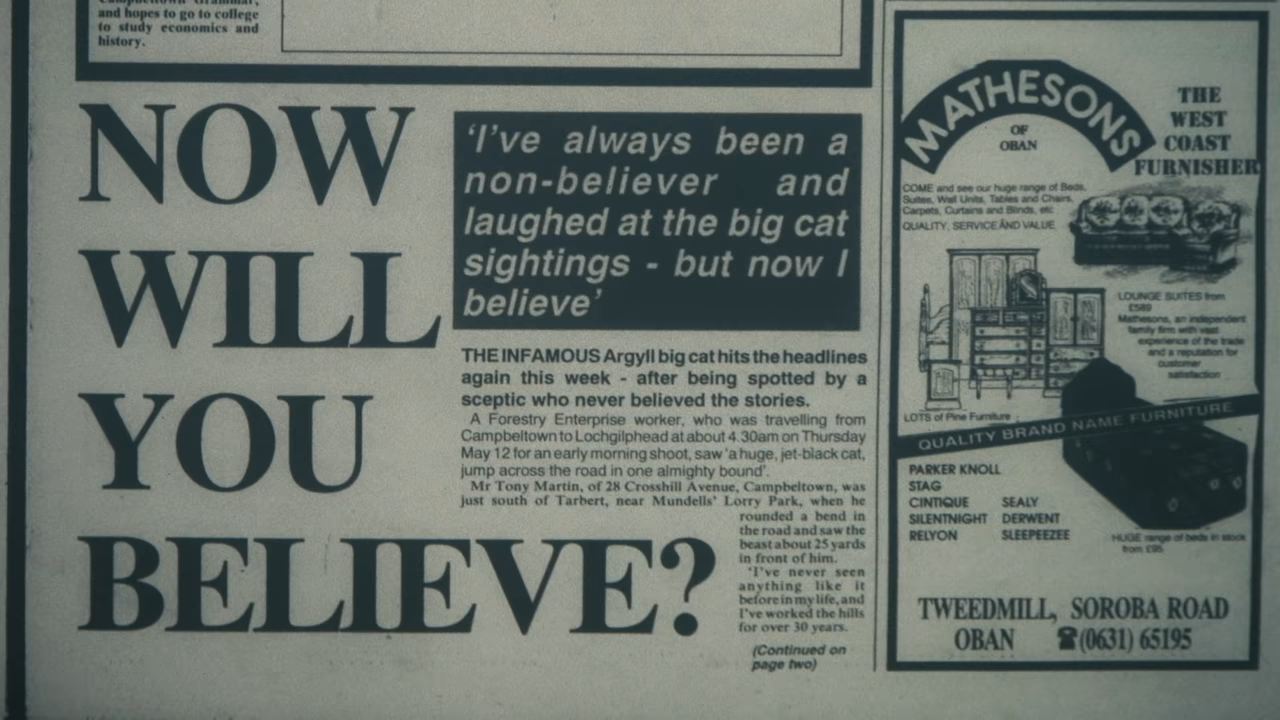 and hopes to go to college
to study economics and
history.
NOW
WILL
YOU
BELIEVE?
‘I’ve always been a
non-believer and
laughed at the big cat
sightings - but now I
believe’
THE INFAMOUS Argyll big cat hits the headlines
again this week - after being spotted by a
sceptic who never believed the stories.
A Forestry Enterprise worker, who was travelling from
Campbeltown to Lochgilphead at about 4.30am on Thursday
May 12 for an early morning shoot, saw ‘a huge, jet-black cat,
jump across the road in one almighty bound’.
Mr Tony Martin, of 28 Crosshill Avenue, Campbeltown, was
just south of Tarbert, near Mundells’ Lorry Park, when he
rounded a bend in
the road and saw the
beast about 25 yards
in front of him.
‘I’ve never seen
anything like it
before in my life, and
I’ve worked the hills
for over 30 years.
(Continued on
page two)
MATHESONS
OF
OBAN
THE
WEST
COAST
FURNISHER
COME and see our huge range of Beds,
Suites, Wall Units, Tables and Chairs,
Carpets, Curtains and Blinds, etc
QUALITY, SERVICE AND VALUE
LOUNGE SUITES from
£589
Mathesons, an independent
family firm with vast
experience of the trade
and a reputation for
customer
satisfaction
LOTS of Pine Furniture
QUALITY BRAND NAME FURNITURE
PARKER KNOLL
STAG
CINTIQUE SEALY
SILENTNIGHT DERWENT
RELYON SLEEPEEZEE
HUGE range of beds in stock
from £95
TWEEDMILL, SOROBA ROAD
OBAN ☎(0631) 65195